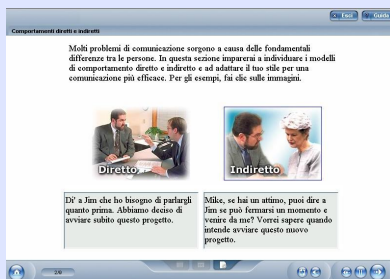 Esci
Guida
Comportamenti diretti e indiretti
Molti problemi di comunicazione sorgono a causa delle fondamentali
differenze tra le persone. In questa sezione imparerai a individuare i modelli
di comportamento diretto e indiretto e ad adattare il tuo stile per una
comunicazione più efficace. Per gli esempi, fai clic sulle immagini.
Diretto
Indiretto
Di' a Jim che ho bisogno di parlargli
quanto prima. Abbiamo deciso di
avviare subito questo progetto.
Mike, se hai un attimo, puoi dire a
Jim se può fermarsi un momento e
venire da me? Vorrei sapere quando
intende avviare questo nuovo
progetto.